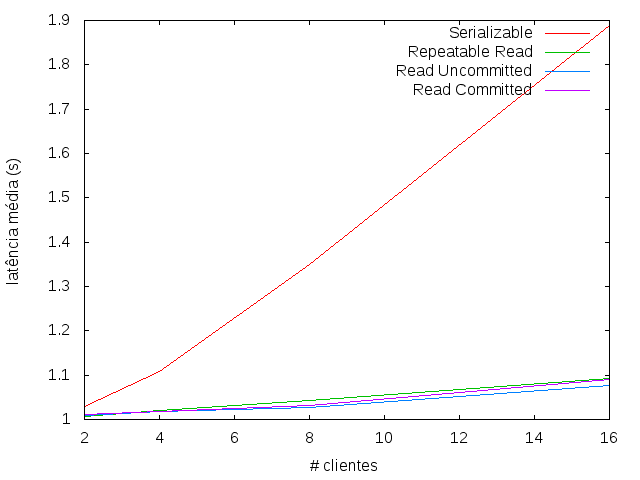 1.9
1.8
1.7
1.6
1.5
1.4
1.3
1.2
1.1
1
2 4 6 8 10 12 14 16
latência média (s)
# clientes
Serializable
Repeatable Read
Read Uncommitted
Read Committed